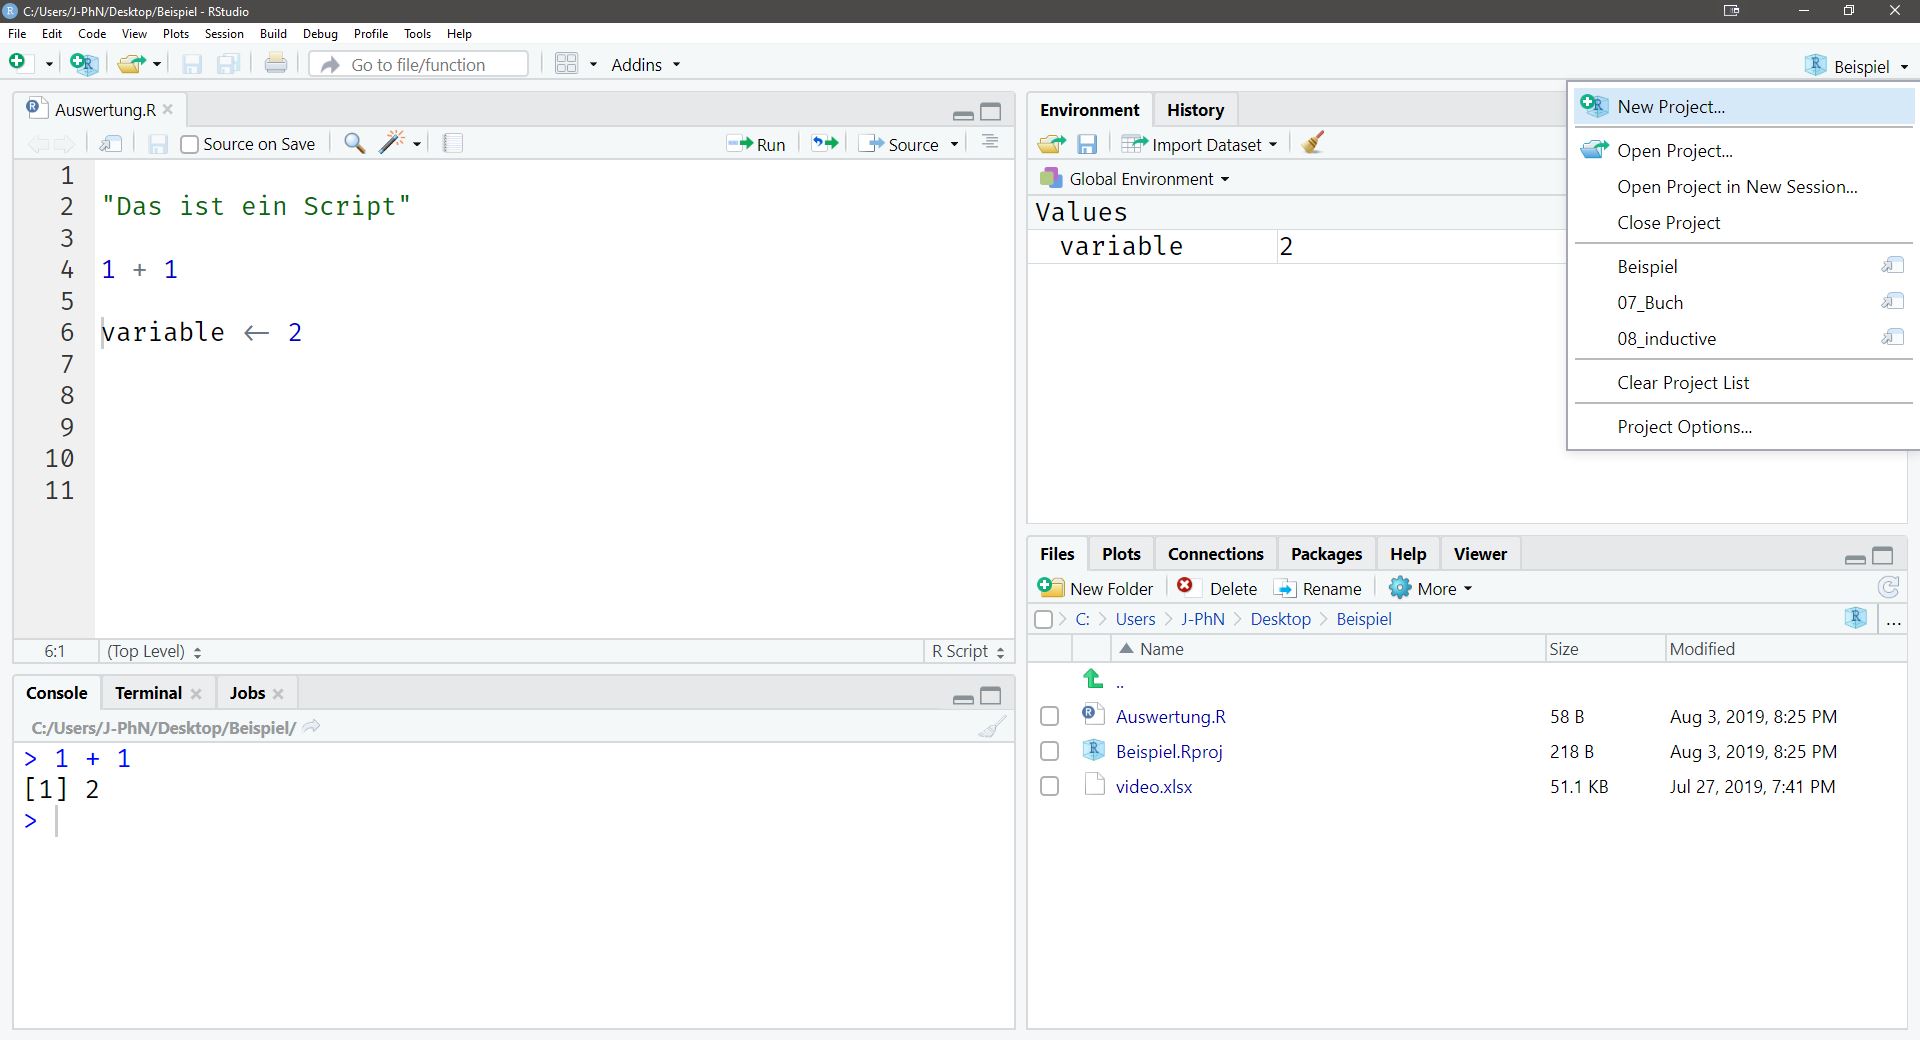 C:/Users/J-PhN/Desktop/Beispiel - RStudio
File Edit Code View Plots Session Build Debug Profile Tools Help
Go to file/function Addins Beispiel
Auswertung.R
Source on Save Run Source
1
2 "Das ist ein Script"
3
4 1 + 1
5
6 variable ← 2
7
8
9
10
11
6:1 (Top Level) R Script
Console Terminal Jobs
C:/Users/J-PhN/Desktop/Beispiel/
> 1 + 1
[1] 2
>
Environment History
Import Dataset
Global Environment
Values
variable 2
New Project...
Open Project...
Open Project in New Session...
Close Project
Beispiel
07_Buch
08_inductive
Clear Project List
Project Options...
Files Plots Connections Packages Help Viewer
New Folder Delete Rename More
C: Users J-PhN Desktop Beispiel ...
Name Size Modified
..
Auswertung.R 58 B Aug 3, 2019, 8:25 PM
Beispiel.Rproj 218 B Aug 3, 2019, 8:25 PM
video.xlsx 51.1 KB Jul 27, 2019, 7:41 PM